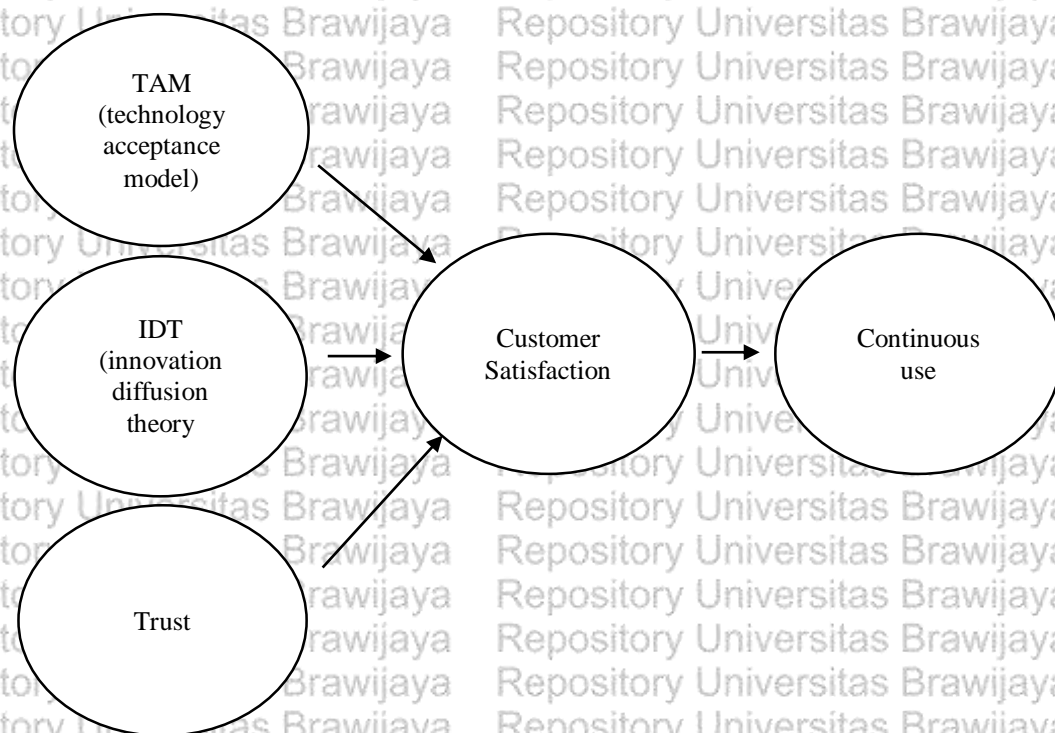 TAM
(technology
acceptance
model)
IDT
(innovation
diffusion
theory
Trust
Customer
Satisfaction
Continuous
use
Repository Universitas Brawijaya